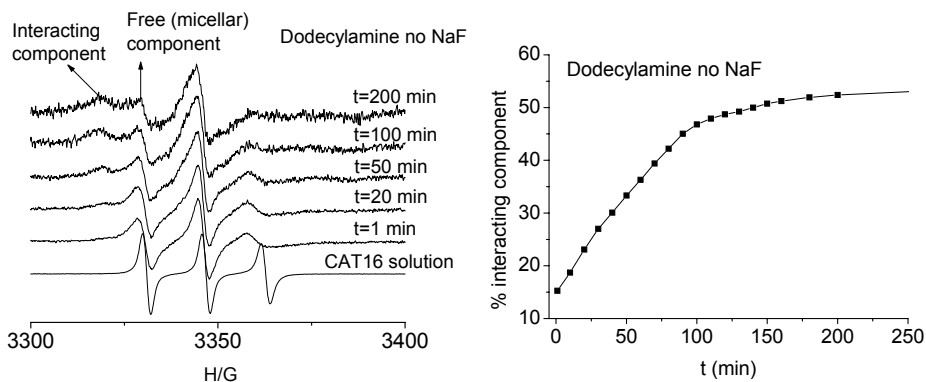 Interacting
component
Free (micellar)
component
Dodecylamine no NaF
t=200 min
t=100 min
t=50 min
t=20 min
t=1 min
CAT16 solution
3300
3350
3400
H/G
% interacting component
60
50
40
30
20
10
Dodecylamine no NaF
0
50
100
150
200
250
t (min)